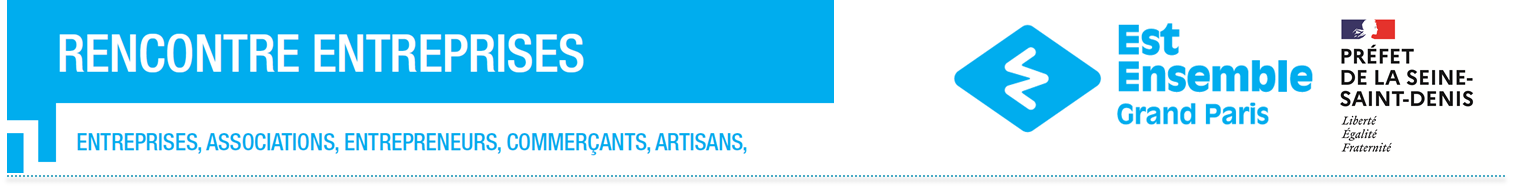 RENCONTRE ENTREPRISES
ENTREPRISES, ASSOCIATIONS, ENTREPRENEURS, COMMERÇANTS, ARTISANS,
Est
Ensemble
Grand Paris
PRÉFET
DE LA SEINE-
SAINT-DENIS
Liberté
Égalité
Fraternité